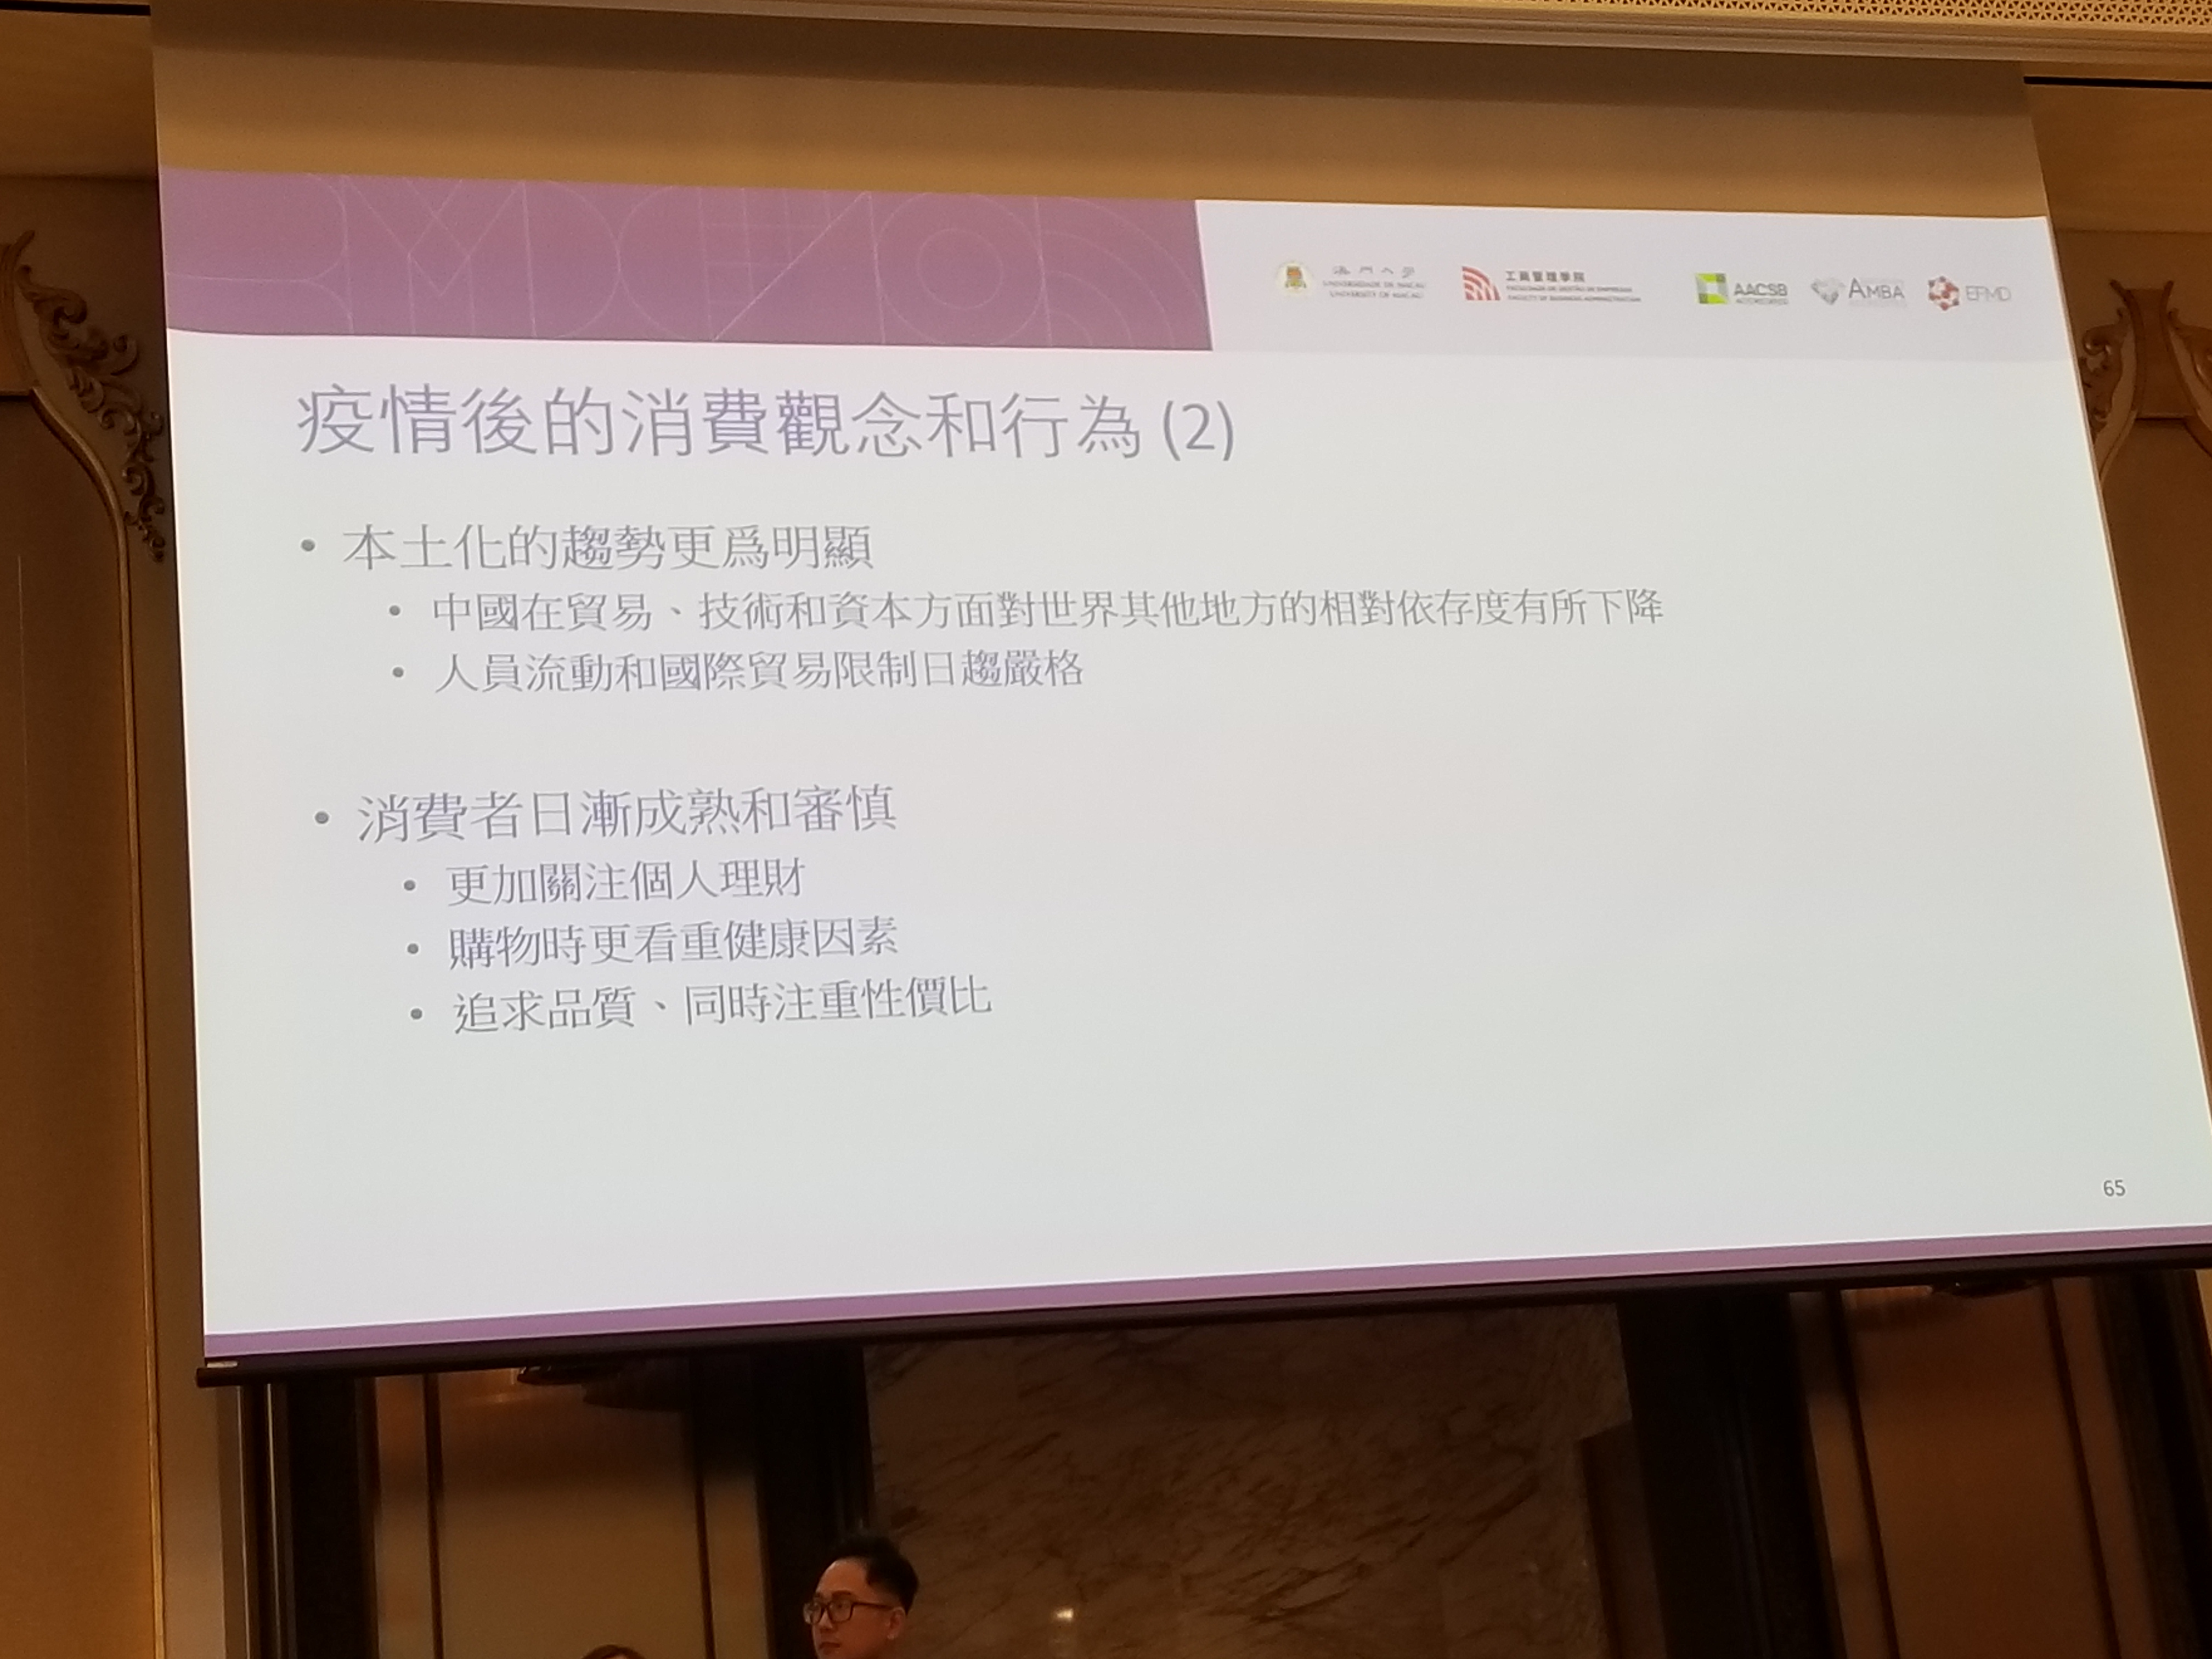 澳門大學
UNIVERSIDADE DE MACAU
UNIVERSITY OF MACAU
工商管理學院
FACULDADE DE GESTÃO DE EMPRESAS
FACULTY OF BUSINESS ADMINISTRATION
AACSB
ACCREDITED
AMBA
EFMD
疫情後的消費觀念和行為 (2)
• 本土化的趨勢更爲明顯
• 中國在貿易、技術和資本方面對世界其他地方的相對依存度有所下降
• 人員流動和國際貿易限制日趨嚴格
• 消費者日漸成熟和審慎
• 更加關注個人理財
• 購物時更看重健康因素
• 追求品質、同時注重性價比
65